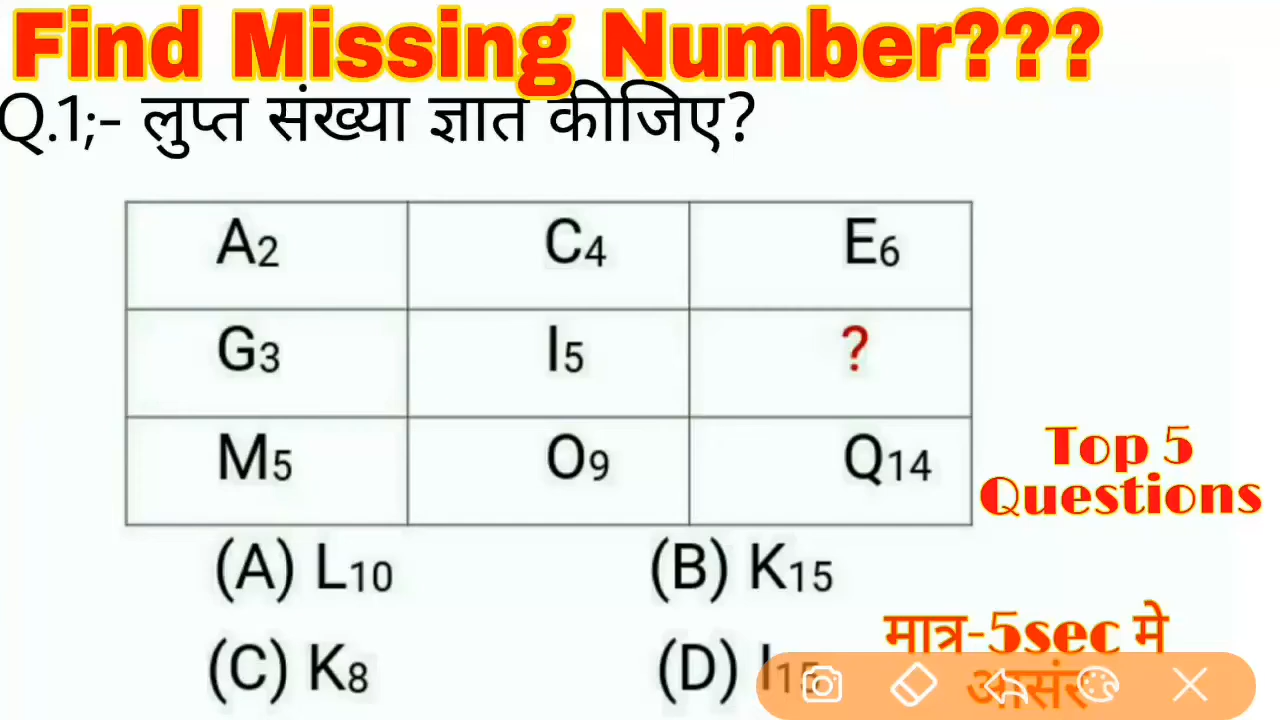 Find Missing Number???
Q.1;- लुप्त संख्या ज्ञात कीजिए?
A2 C4 E6
G3 I5 ?
M5 O9 Q14
Top 5
Questions
(A) L10 (B) K15
मात्र-5sec मे
(C) K8 (D) I15